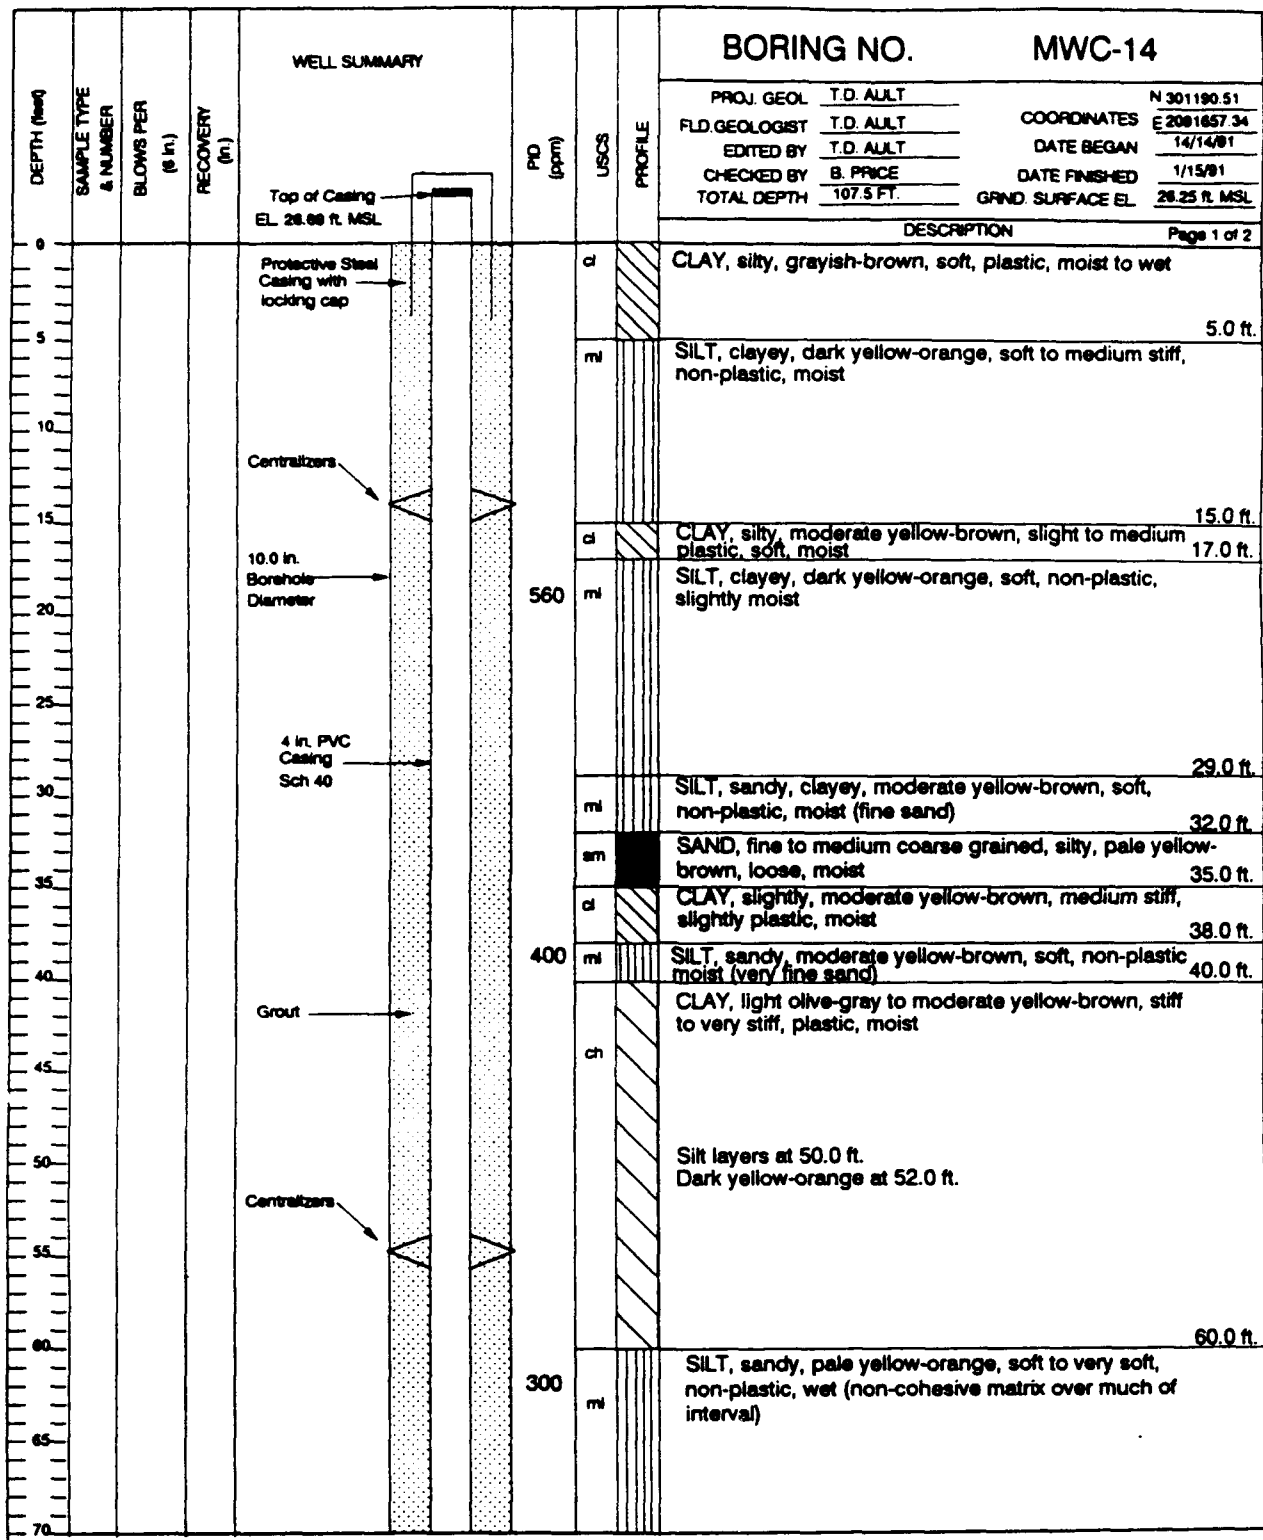 BORING NO. MWC-14
WELL SUMMARY
DEPTH (feet)
SAMPLE TYPE & NUMBER
BLOWS PER (6 in.)
RECOVERY (in.)
PID (ppm)
USCS
PROFILE
PROJ. GEOL T.D. AULT
FLD.GEOLOGIST T.D. AULT
EDITED BY T.D. AULT
CHECKED BY B. PRICE
TOTAL DEPTH 107.5 FT.
N 301190.51
COORDINATES E 2091657.34
DATE BEGAN 14/14/91
DATE FINISHED 1/15/91
GRND. SURFACE EL 26.25 ft. MSL
DESCRIPTION
Page 1 of 2
Top of Casing
EL 28.69 ft. MSL
0
Protective Steel
Casing with
locking cap
cl
CLAY, silty, grayish-brown, soft, plastic, moist to wet
5.0 ft.
5
ml
SILT, clayey, dark yellow-orange, soft to medium stiff,
non-plastic, moist
10
Centralizers
15.0 ft.
15
cl
CLAY, silty, moderate yellow-brown, slight to medium
plastic, soft, moist
17.0 ft.
10.0 in.
Borehole
Diameter
560
ml
SILT, clayey, dark yellow-orange, soft, non-plastic,
slightly moist
20
25
4 in. PVC
Casing
Sch 40
29.0 ft.
30
ml
SILT, sandy, clayey, moderate yellow-brown, soft,
non-plastic, moist (fine sand)
32.0 ft.
sm
SAND, fine to medium coarse grained, silty, pale yellow-
brown, loose, moist
35.0 ft.
35
cl
CLAY, slightly, moderate yellow-brown, medium stiff,
slightly plastic, moist
38.0 ft.
400
ml
SILT, sandy, moderate yellow-brown, soft, non-plastic
moist (very fine sand)
40.0 ft.
40
Grout
ch
CLAY, light olive-gray to moderate yellow-brown, stiff
to very stiff, plastic, moist
45
50
Silt layers at 50.0 ft.
Dark yellow-orange at 52.0 ft.
Centralizers
55
60.0 ft.
60
300
ml
SILT, sandy, pale yellow-orange, soft to very soft,
non-plastic, wet (non-cohesive matrix over much of
interval)
65
70